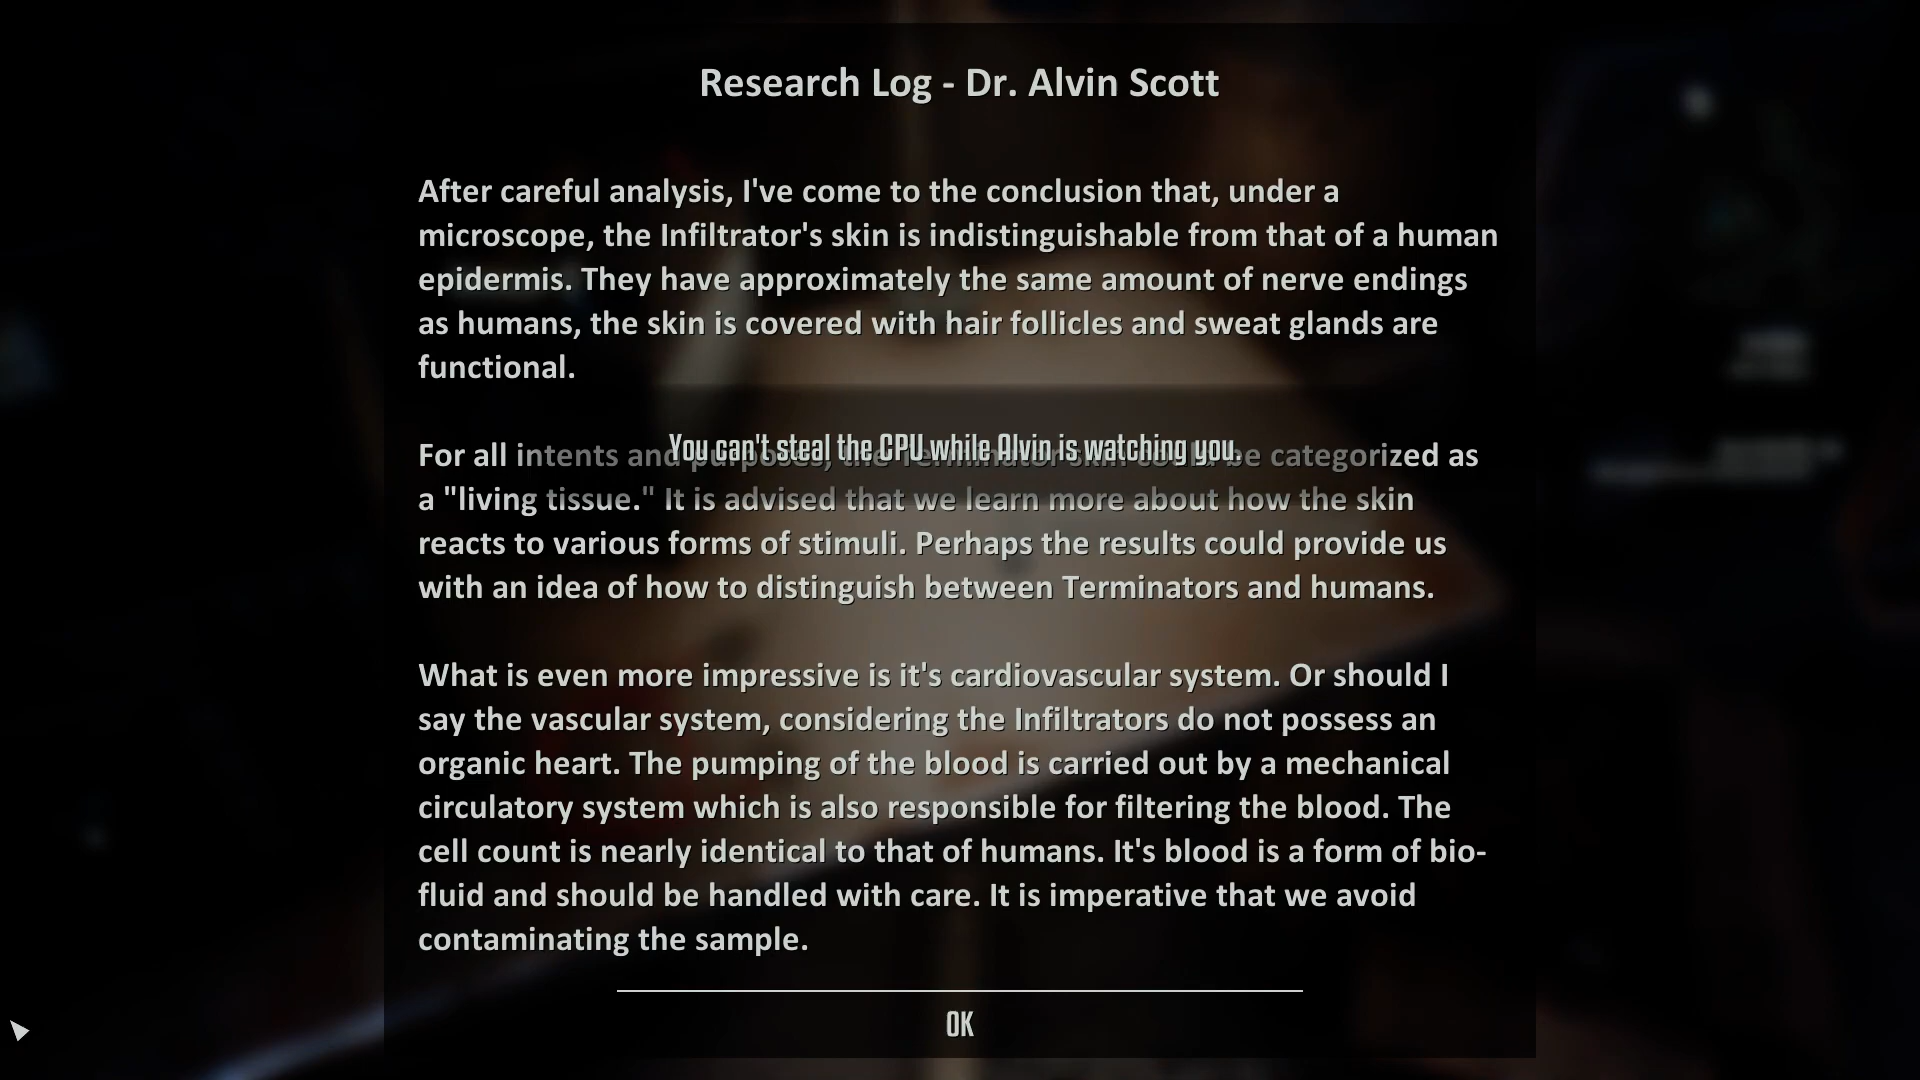 Research Log - Dr. Alvin Scott
After careful analysis, I've come to the conclusion that, under a
microscope, the Infiltrator's skin is indistinguishable from that of a human
epidermis. They have approximately the same amount of nerve endings
as humans, the skin is covered with hair follicles and sweat glands are
functional.
You can't steal the CPU while Alvin is watching you.
For all intents and purposes, the Terminator skin could be categorized as
a "living tissue." It is advised that we learn more about how the skin
reacts to various forms of stimuli. Perhaps the results could provide us
with an idea of how to distinguish between Terminators and humans.
What is even more impressive is it's cardiovascular system. Or should I
say the vascular system, considering the Infiltrators do not possess an
organic heart. The pumping of the blood is carried out by a mechanical
circulatory system which is also responsible for filtering the blood. The
cell count is nearly identical to that of humans. It's blood is a form of bio-
fluid and should be handled with care. It is imperative that we avoid
contaminating the sample.
OK